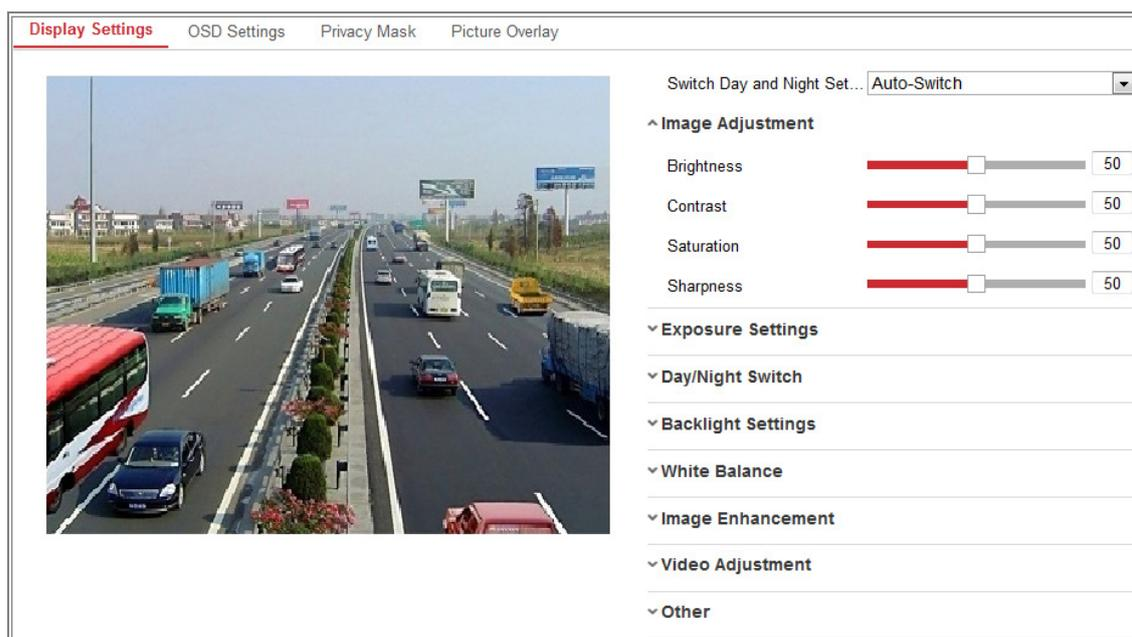 Display Settings
OSD Settings
Privacy Mask
Picture Overlay
Switch Day and Night Set... Auto-Switch
Image Adjustment
Brightness 50
Contrast 50
Saturation 50
Sharpness 50
Exposure Settings
Day/Night Switch
Backlight Settings
White Balance
Image Enhancement
Video Adjustment
Other